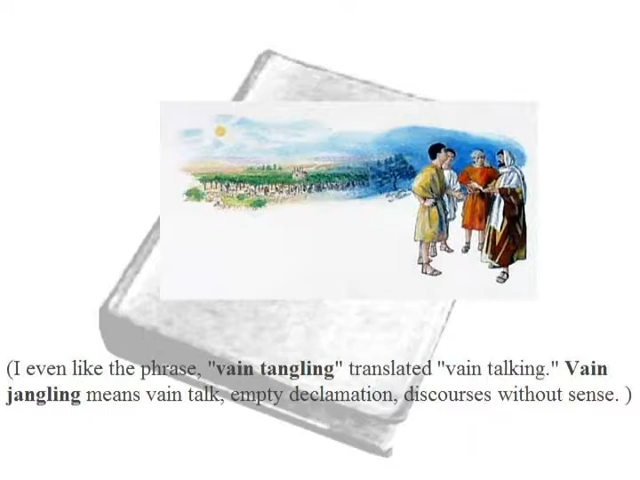 (I even like the phrase, "vain tangling" translated "vain talking." Vain
jangling means vain talk, empty declamation, discourses without sense. )